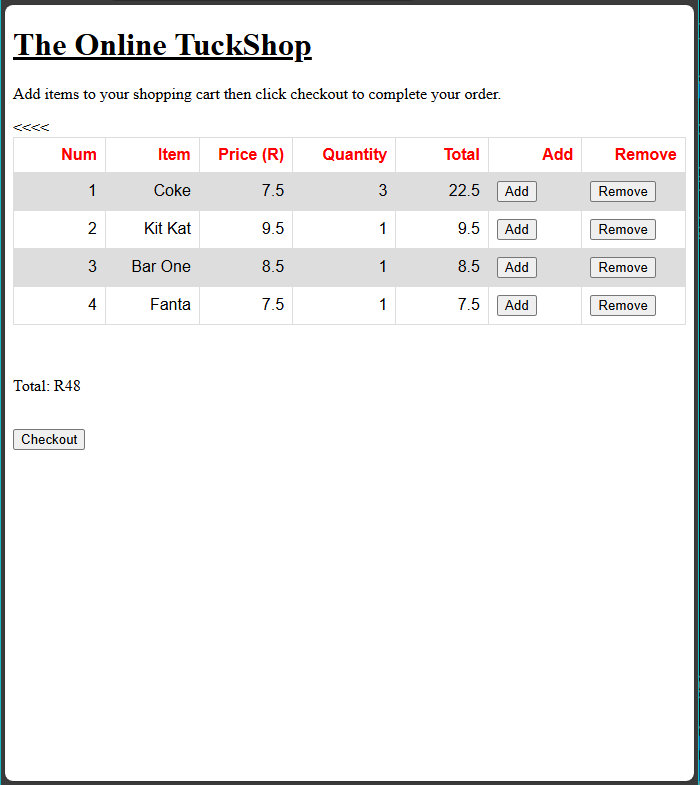 The Online TuckShop
Add items to your shopping cart then click checkout to complete your order.
<<<<
Num Item Price (R) Quantity Total Add Remove
1 Coke 7.5 3 22.5 Add Remove
2 Kit Kat 9.5 1 9.5 Add Remove
3 Bar One 8.5 1 8.5 Add Remove
4 Fanta 7.5 1 7.5 Add Remove
Total: R48
Checkout